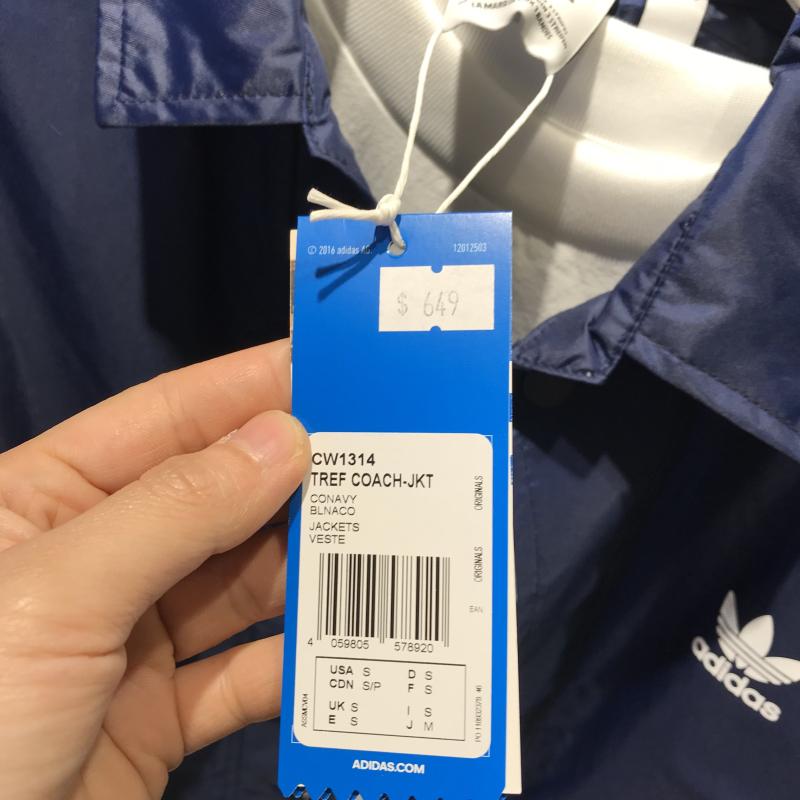 © 2016 adidas AG.
12012503
$ 649
CW1314
TREF COACH-JKT
CONAVY
BLNACO
JACKETS
VESTE
ORIGINALS
ORIGINALS
EAN
4 059805 578920
USA S D S
CDN S/P F S
UK S I S
E S J M
ADIDAS.COM
adidas